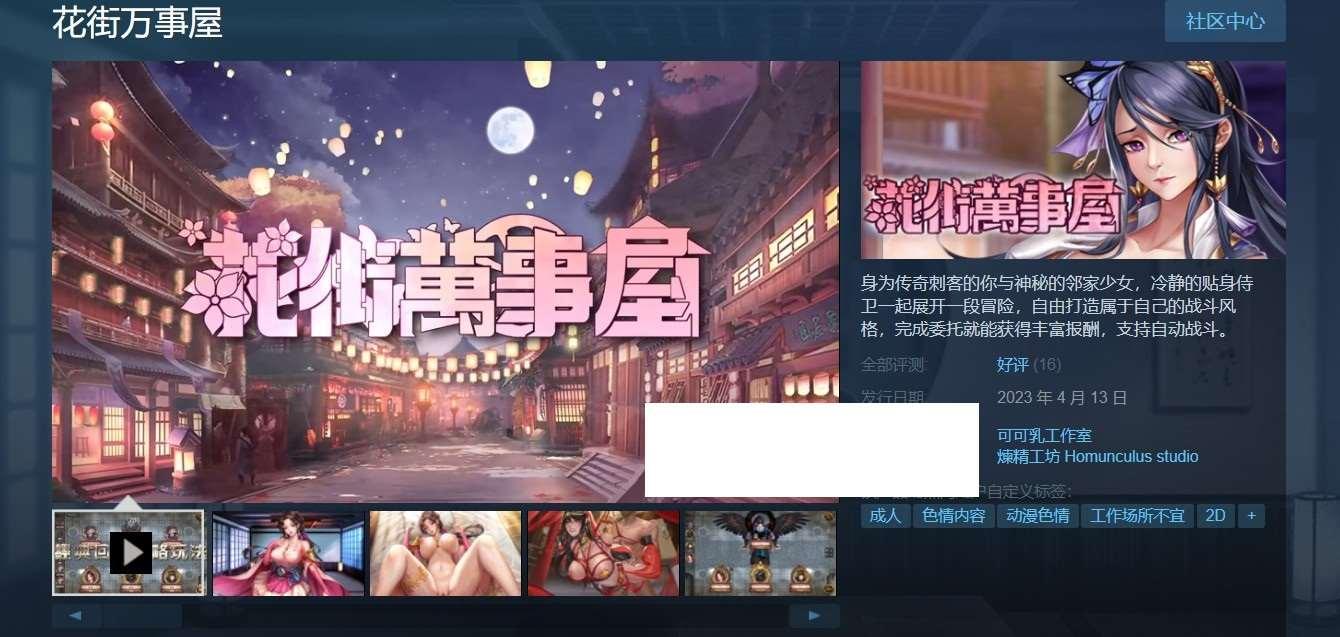 花街万事屋
社区中心
花街萬事屋
花街萬事屋
身为传奇刺客的你与神秘的邻家少女，冷静的贴身侍
卫一起展开一段冒险，自由打造属于自己的战斗风
格，完成委托就能获得丰富报酬，支持自动战斗。
全部评测: 好评 (16)
发行日期 2023 年 4 月 13 日
可可乳工作室
煉精工坊 Homunculus studio
户自定义标签：
成人 色情内容 动漫色情 工作场所不宜 2D +